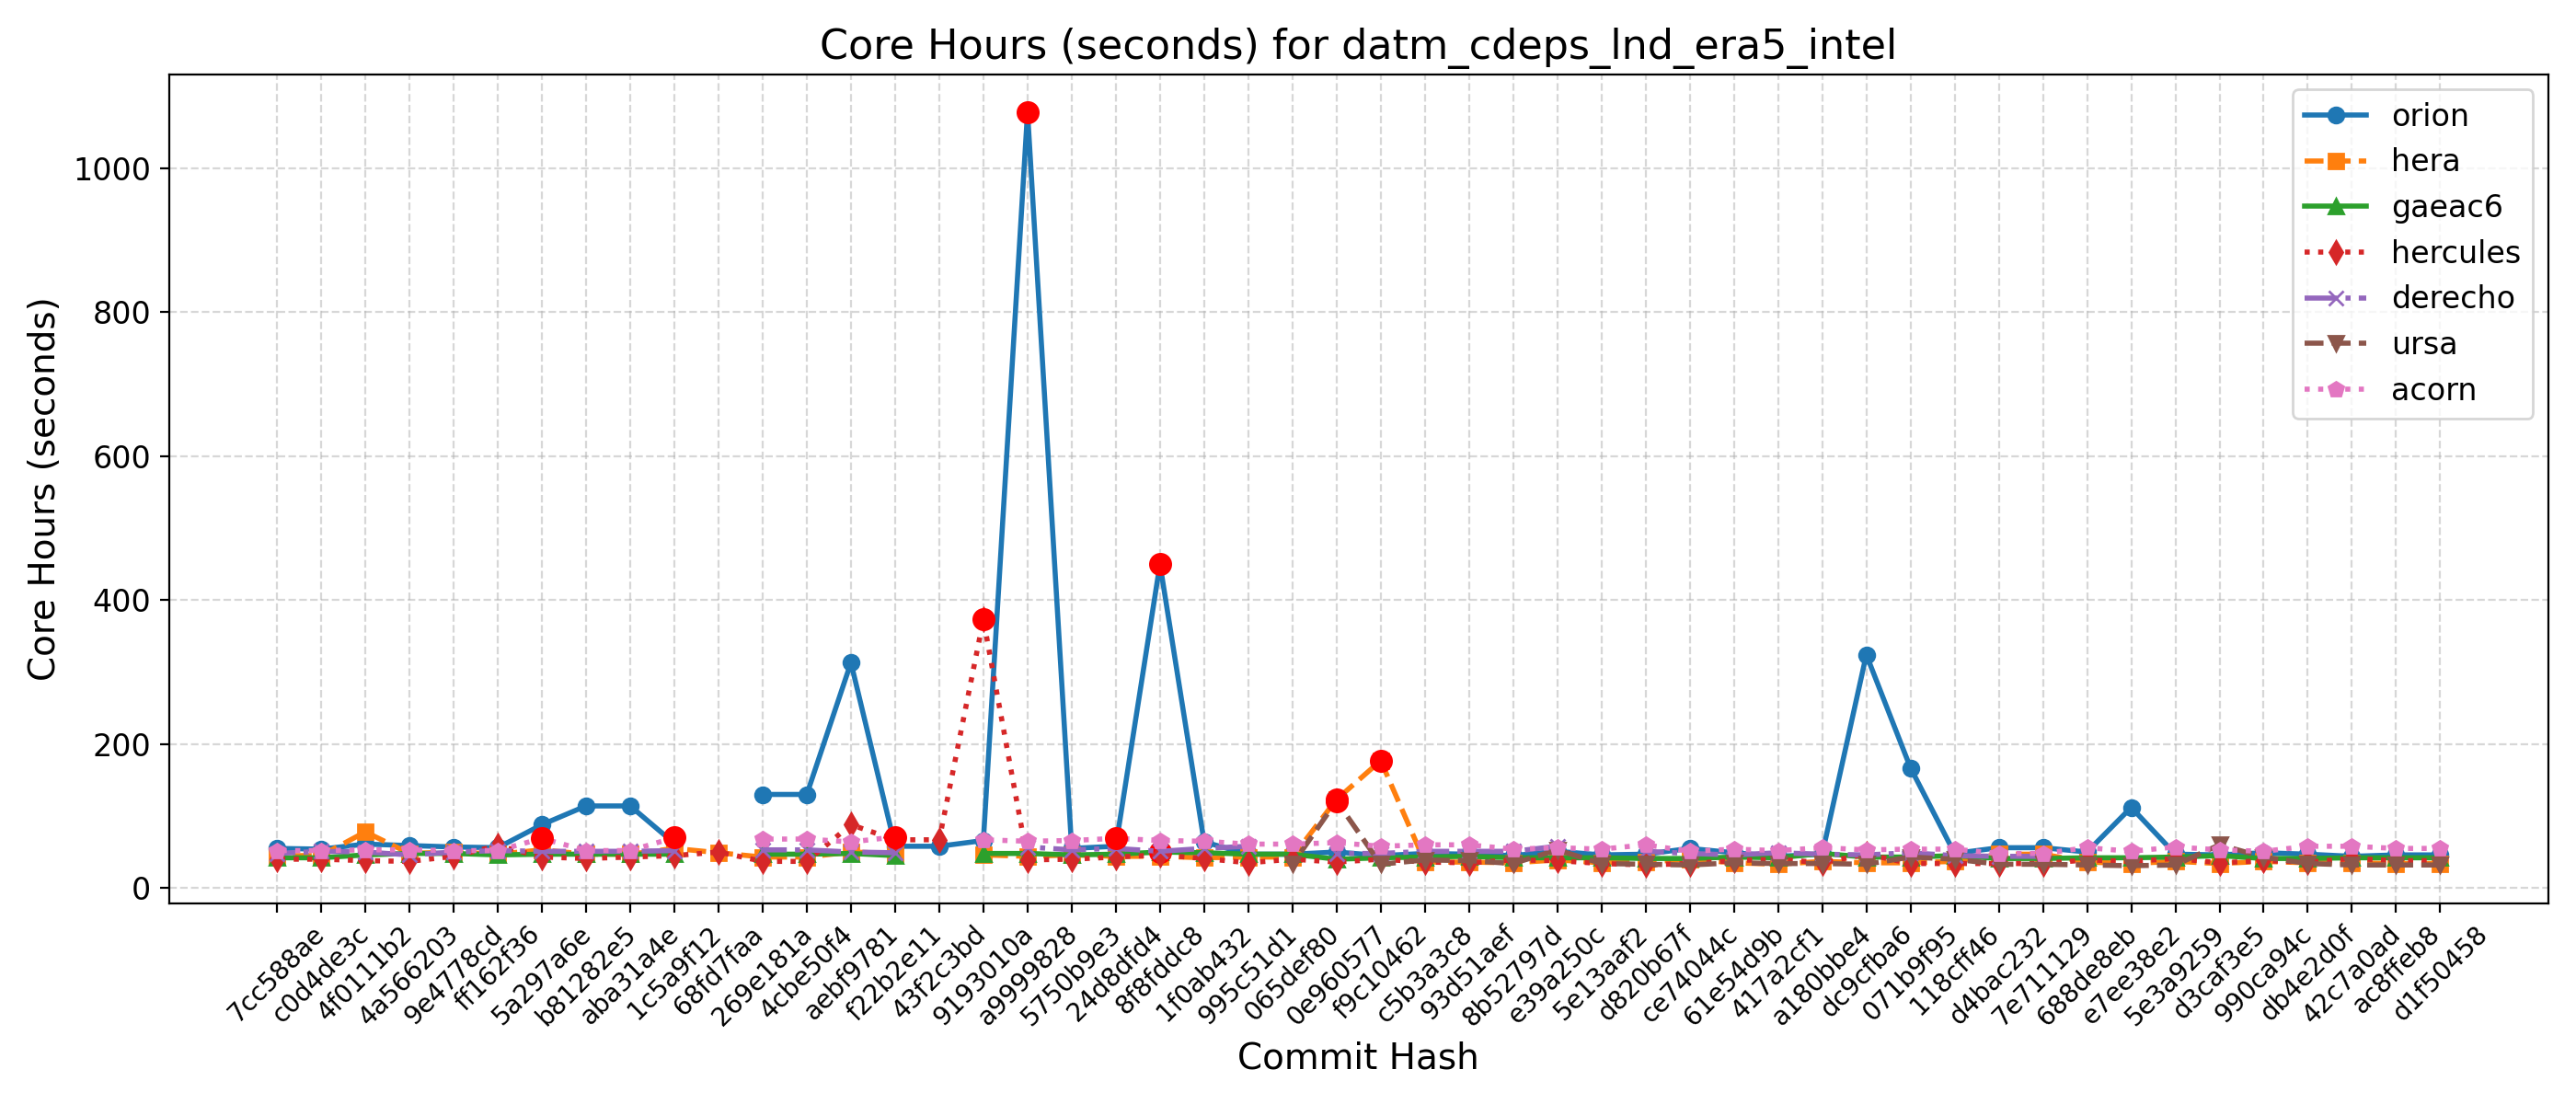 Core Hours (seconds) for datm_cdeps_lnd_era5_intel
Core Hours (seconds)
1000
800
600
400
200
0
orion
hera
gaeac6
hercules
derecho
ursa
acorn
7cc588ae
c0d4de3c
4f0111b2
4a566203
9e4778cd
ff162f36
5a297a6e
b81282e5
aba31a4e
1c5a9f12
68fd7faa
269e181a
4cbe50f4
aebf9781
f22b2e11
43f2c3bd
9193010a
a9999828
5750b9e3
24d8dfd4
8f8fddc8
1f0ab432
995c51d1
065def80
0e960577
f9c10462
c5b3a3c8
93d51aef
8b52797d
e39a250c
5e13aaf2
d820b67f
ce74044c
61e54d9b
417a2cf1
a180bbe4
dc9cfba6
071b9f95
118cff46
d4bac232
7e711129
688de8eb
e7ee38e2
5e3a9259
d3caf3e5
990ca94c
db4e2d0f
42c7a0ad
ac8ffeb8
d1f50458
Commit Hash